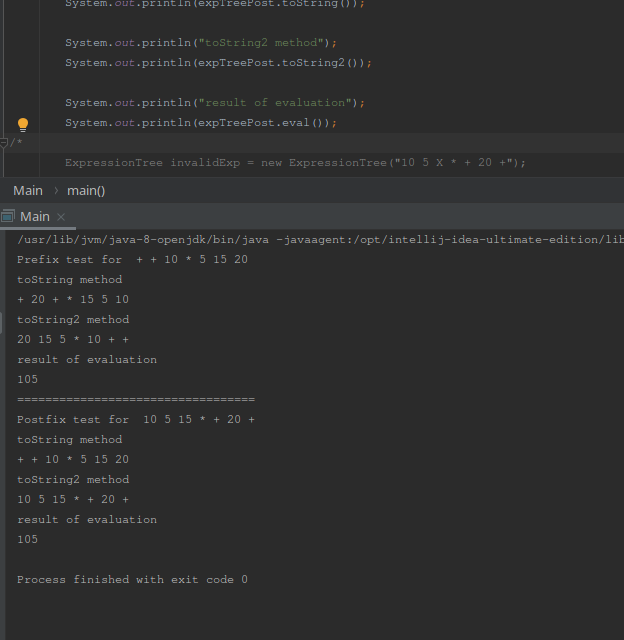 System.out.println(expTreePost.toString());
System.out.println("toString2 method");
System.out.println(expTreePost.toString2());
System.out.println("result of evaluation");
System.out.println(expTreePost.eval());
/*
ExpressionTree invalidExp = new ExpressionTree("10 5 X * + 20 +");
Main > main()
Main ×
/usr/lib/jvm/java-8-openjdk/bin/java -javaagent:/opt/intellij-idea-ultimate-edition/lib
Prefix test for  + + 10 * 5 15 20
toString method
+ 20 + * 15 5 10
toString2 method
20 15 5 * 10 + +
result of evaluation
105
==================================
Postfix test for  10 5 15 * + 20 +
toString method
+ + 10 * 5 15 20
toString2 method
10 5 15 * + 20 +
result of evaluation
105
Process finished with exit code 0